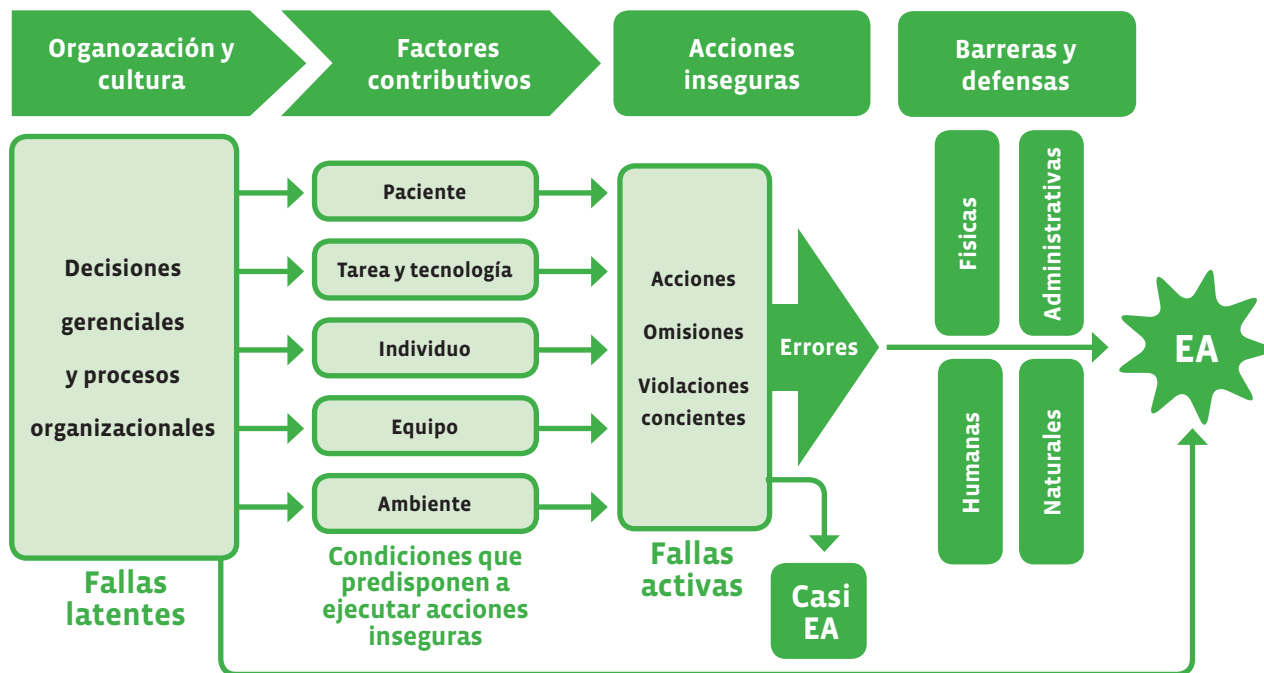 Organozación y
cultura
Factores
contributivos
Acciones
inseguras
Barreras y
defensas
Decisiones
gerenciales
y procesos
organizacionales
Fallas
latentes
Paciente
Tarea y tecnología
Individuo
Equipo
Ambiente
Condiciones que
predisponen a
ejecutar acciones
inseguras
Acciones
Omisiones
Violaciones
concientes
Fallas
activas
Errores
Casi
EA
Fisicas
Administrativas
Humanas
Naturales
EA